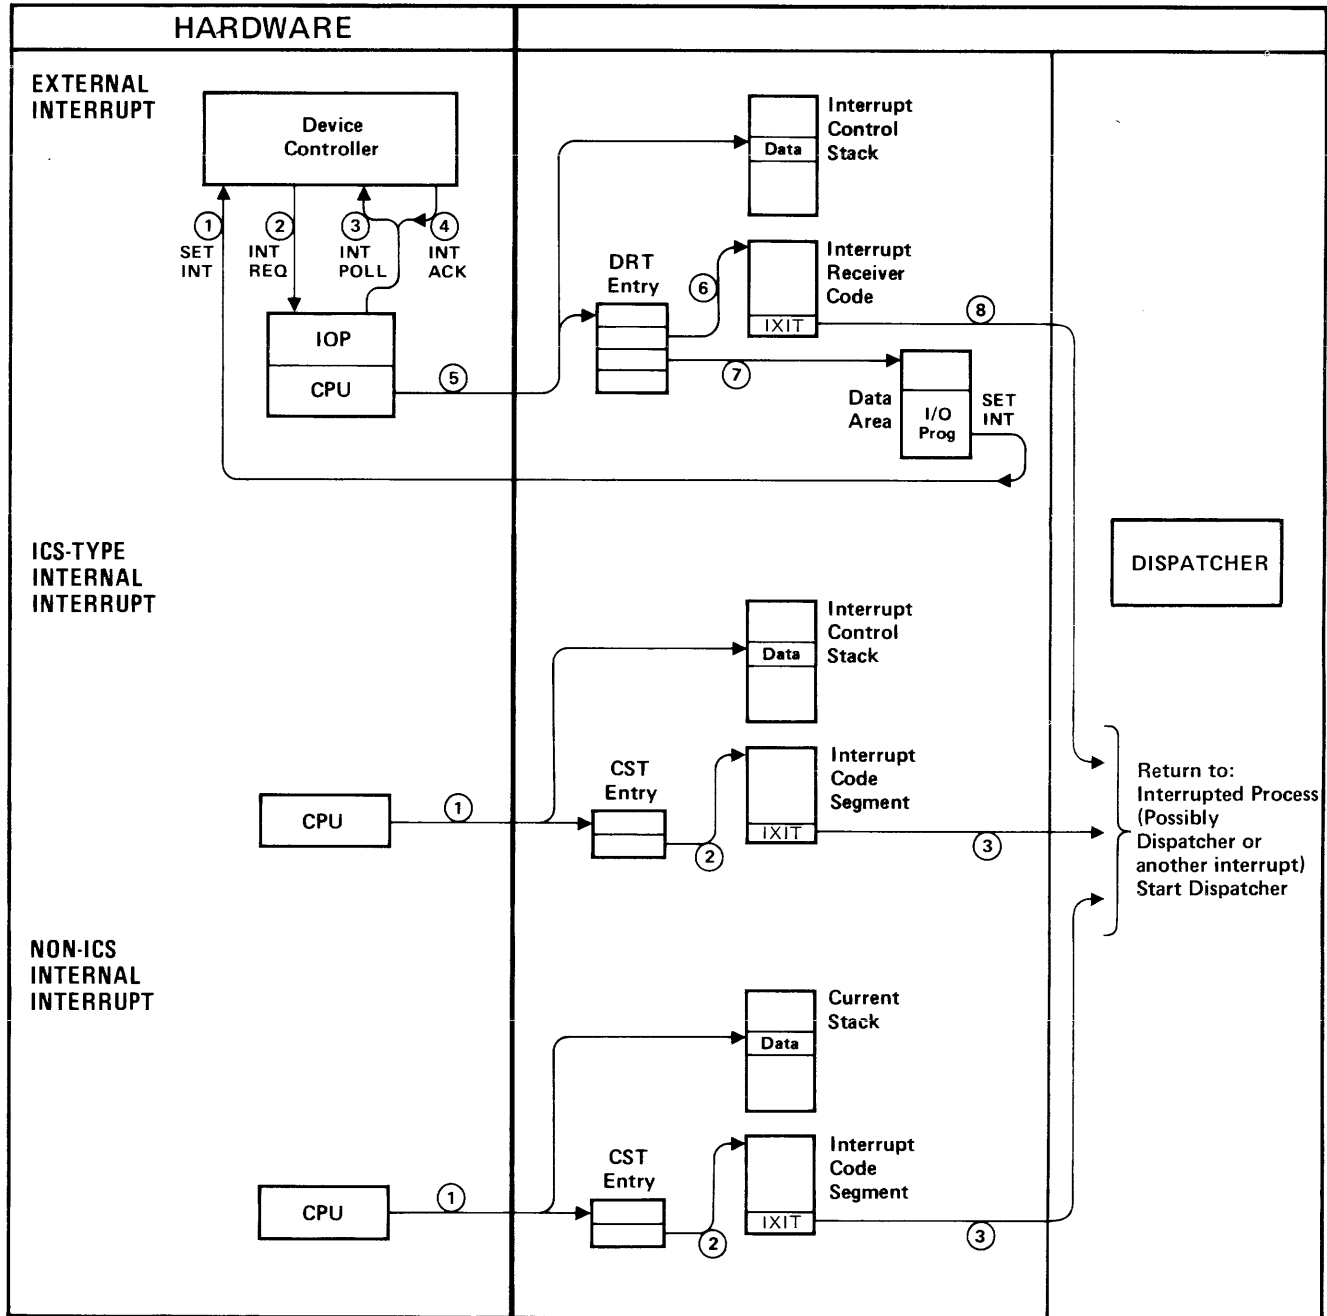 HARDWARE
EXTERNAL
INTERRUPT
Device
Controller
1
SET
INT
2
INT
REQ
3
INT
POLL
4
INT
ACK
IOP
CPU
5
Interrupt
Control
Stack
Data
DRT
Entry
6
Interrupt
Receiver
Code
IXIT
8
7
Data
Area
I/O
Prog
SET
INT
ICS-TYPE
INTERNAL
INTERRUPT
DISPATCHER
Interrupt
Control
Stack
Data
CPU
1
CST
Entry
2
Interrupt
Code
Segment
IXIT
3
Return to:
Interrupted Process
(Possibly
Dispatcher or
another interrupt)
Start Dispatcher
NON-ICS
INTERNAL
INTERRUPT
Current
Stack
Data
CPU
1
CST
Entry
2
Interrupt
Code
Segment
IXIT
3